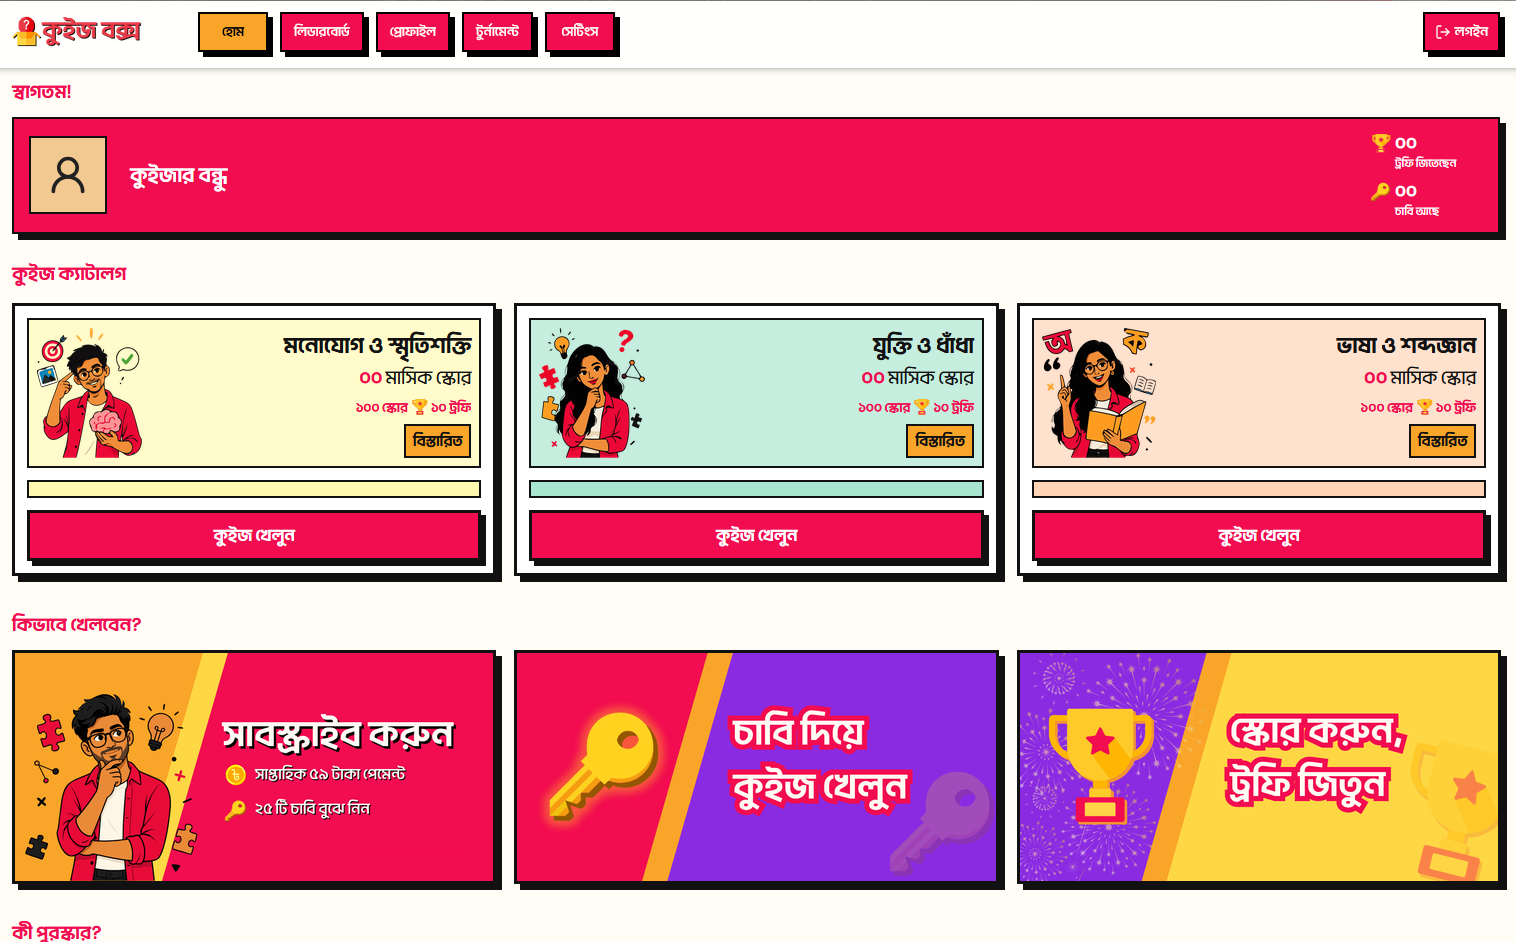 কুইজ বক্স
হোম
লিডারবোর্ড
প্রোফাইল
টুর্নামেন্ট
সেটিংস
লগইন
স্বাগতম!
কুইজার বন্ধু
০০
ট্রফি জিতেছেন
০০
চাবি আছে
কুইজ ক্যাটালগ
মনোযোগ ও স্মৃতিশক্তি
০০ মাসিক স্কোর
১০০ স্কোর 🏆 ১০ ট্রফি
বিস্তারিত
কুইজ খেলুন
?
যুক্তি ও ধাঁধা
০০ মাসিক স্কোর
১০০ স্কোর 🏆 ১০ ট্রফি
বিস্তারিত
কুইজ খেলুন
অ ক
ভাষা ও শব্দজ্ঞান
০০ মাসিক স্কোর
১০০ স্কোর 🏆 ১০ ট্রফি
বিস্তারিত
কুইজ খেলুন
কিভাবে খেলবেন?
সাবস্ক্রাইব করুন
৳ সাপ্তাহিক ৫৯ টাকা পেমেন্ট
২৫ টি চাবি বুঝে নিন
চাবি দিয়ে
কুইজ খেলুন
স্কোর করুন,
ট্রফি জিতুন
কী পুরস্কার?